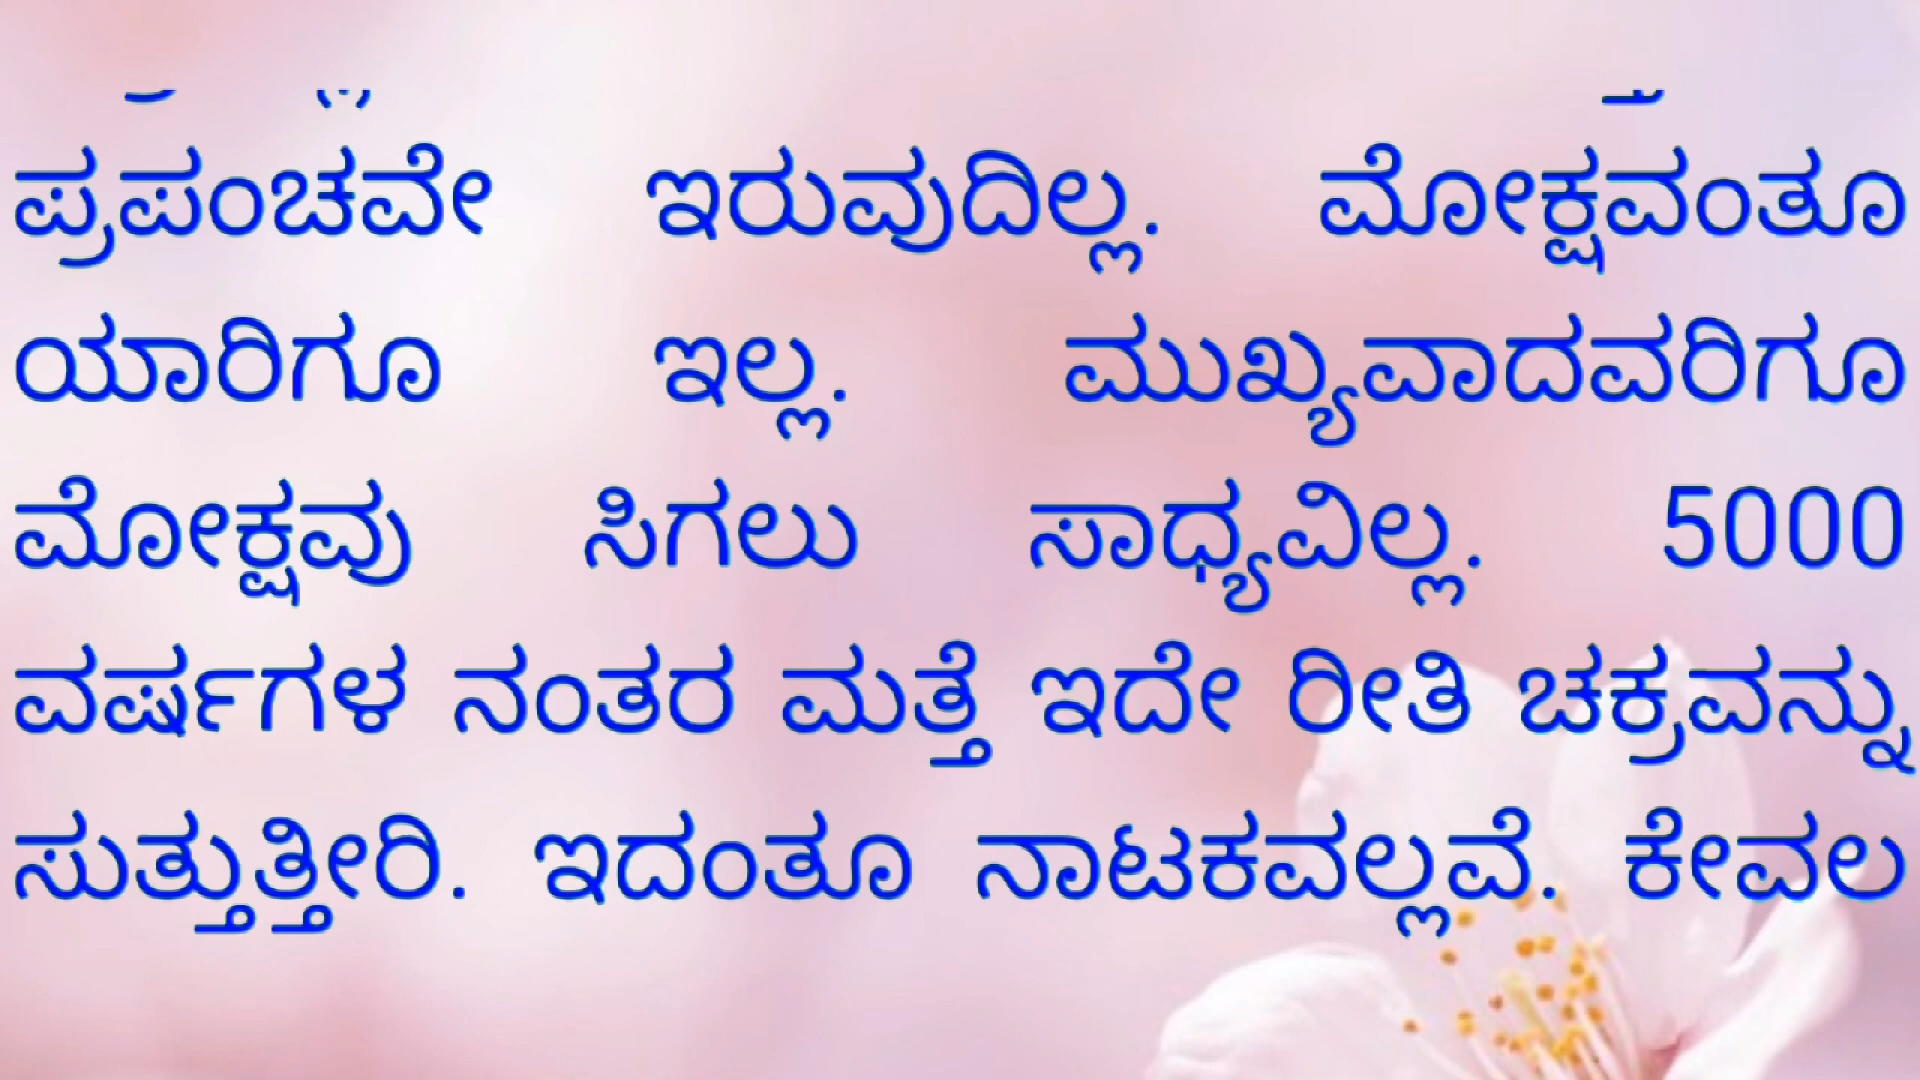 ಪ್ರಪಂಚವೇ ಇರುವುದಿಲ್ಲ. ಮೋಕ್ಷವಂತೂ
ಯಾರಿಗೂ ಇಲ್ಲ. ಮುಖ್ಯವಾದವರಿಗೂ
ಮೋಕ್ಷವು ಸಿಗಲು ಸಾಧ್ಯವಿಲ್ಲ. 5000
ವರ್ಷಗಳ ನಂತರ ಮತ್ತೆ ಇದೇ ರೀತಿ ಚಕ್ರವನ್ನು
ಸುತ್ತುತ್ತೀರಿ. ಇದಂತೂ ನಾಟಕವಲ್ಲವೆ. ಕೇವಲ